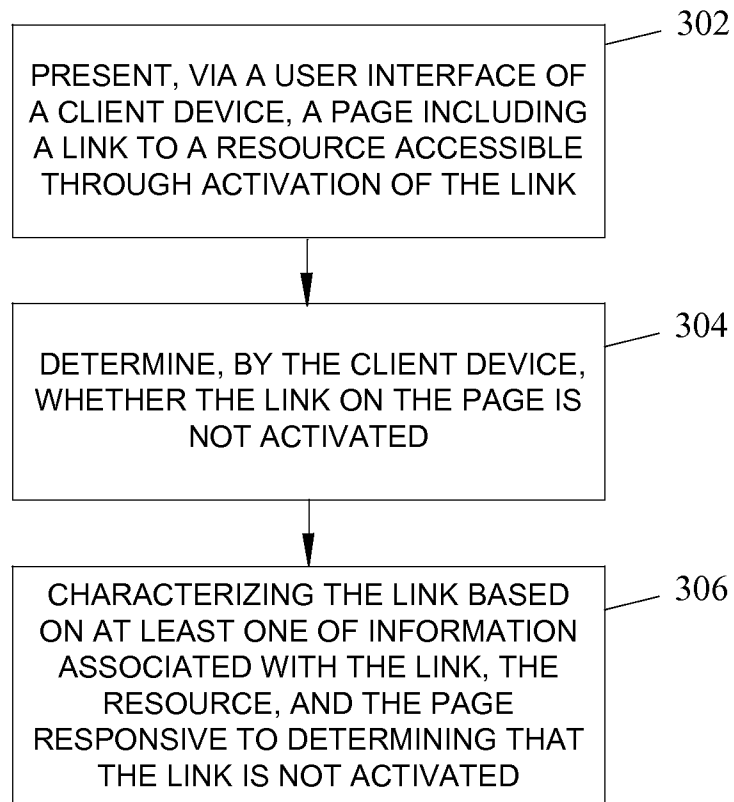 302
PRESENT, VIA A USER INTERFACE OF
A CLIENT DEVICE, A PAGE INCLUDING
A LINK TO A RESOURCE ACCESSIBLE
THROUGH ACTIVATION OF THE LINK
304
DETERMINE, BY THE CLIENT DEVICE,
WHETHER THE LINK ON THE PAGE IS
NOT ACTIVATED
306
CHARACTERIZING THE LINK BASED
ON AT LEAST ONE OF INFORMATION
ASSOCIATED WITH THE LINK, THE
RESOURCE, AND THE PAGE
RESPONSIVE TO DETERMINING THAT
THE LINK IS NOT ACTIVATED